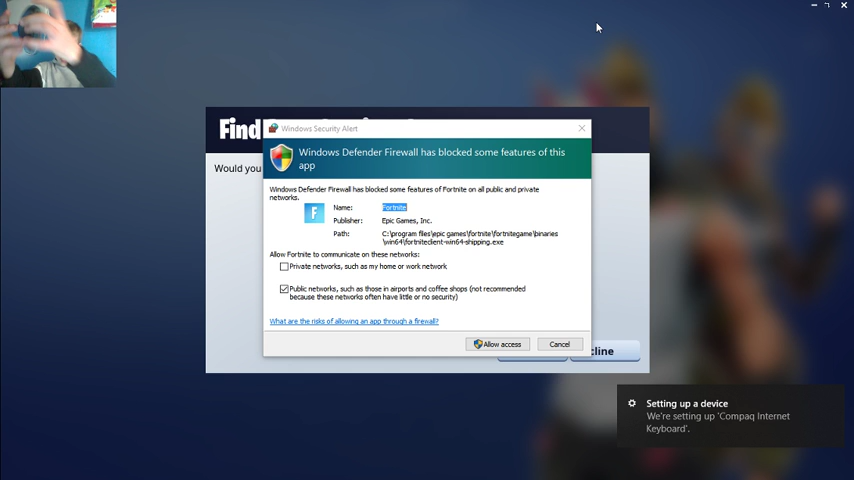 Find
Windows Security Alert
Windows Defender Firewall has blocked some features of this
app
Would you
Windows Defender Firewall has blocked some features of Fortnite on all public and private
networks.
F
Name: Fortnite
Publisher: Epic Games, Inc.
Path: C:\program files\epic games\fortnite\fortnitegame\binaries
\win64\fortniteclient-win64-shipping.exe
Allow Fortnite to communicate on these networks:
Private networks, such as my home or work network
Public networks, such as those in airports and coffee shops (not recommended
because these networks often have little or no security)
What are the risks of allowing an app through a firewall?
Allow access
Cancel
cline
Setting up a device
We're setting up 'Compaq Internet
Keyboard'.